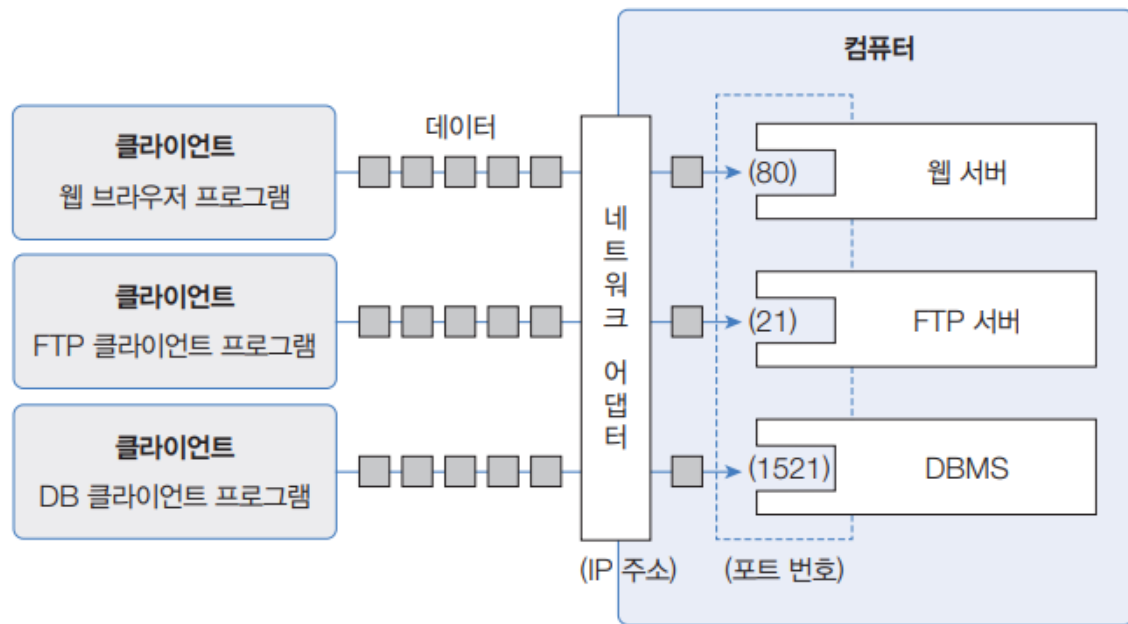 컴퓨터
클라이언트
웹 브라우저 프로그램
데이터
(80)
웹 서버
클라이언트
FTP 클라이언트 프로그램
네트워크 어댑터
(21)
FTP 서버
클라이언트
DB 클라이언트 프로그램
(1521)
DBMS
(IP 주소)
(포트 번호)